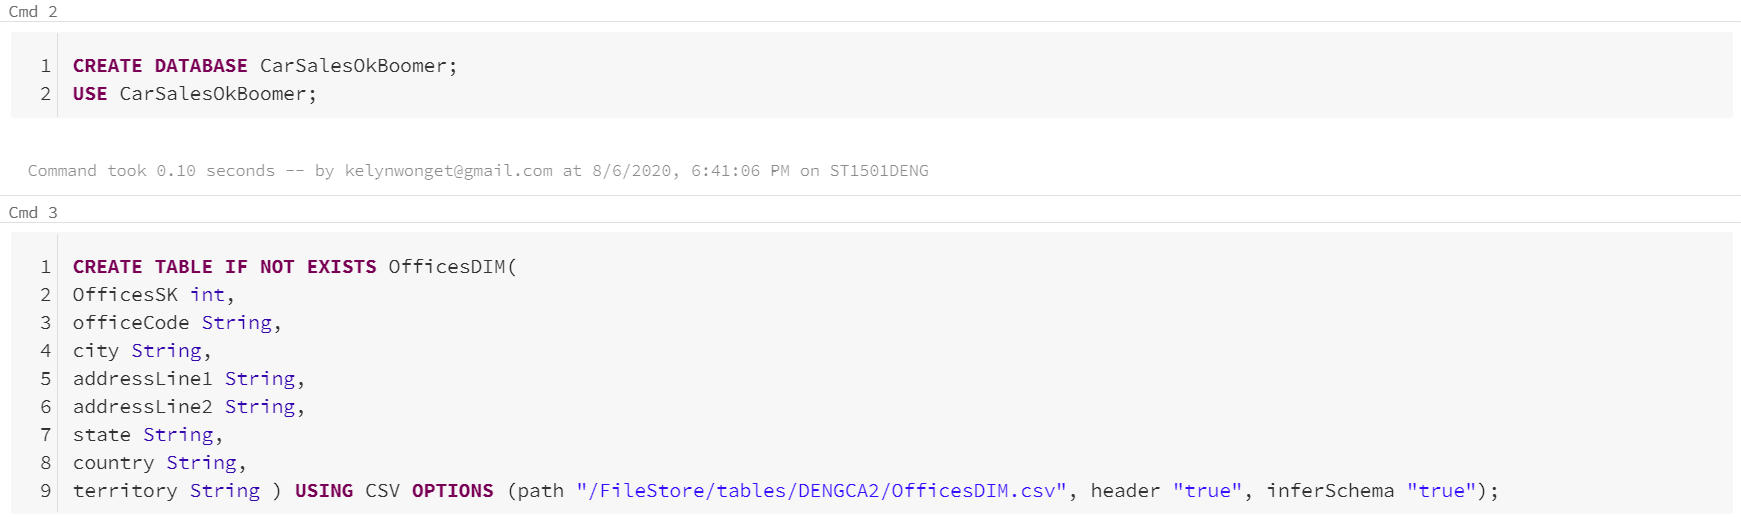 Cmd 2
1 CREATE DATABASE CarSalesOkBoomer;
2 USE CarSalesOkBoomer;
Command took 0.10 seconds -- by kelynwonget@gmail.com at 8/6/2020, 6:41:06 PM on ST1501DENG
Cmd 3
1 CREATE TABLE IF NOT EXISTS OfficesDIM(
2 OfficesSK int,
3 officeCode String,
4 city String,
5 addressLine1 String,
6 addressLine2 String,
7 state String,
8 country String,
9 territory String ) USING CSV OPTIONS (path "/FileStore/tables/DENGCA2/OfficesDIM.csv", header "true", inferSchema "true");